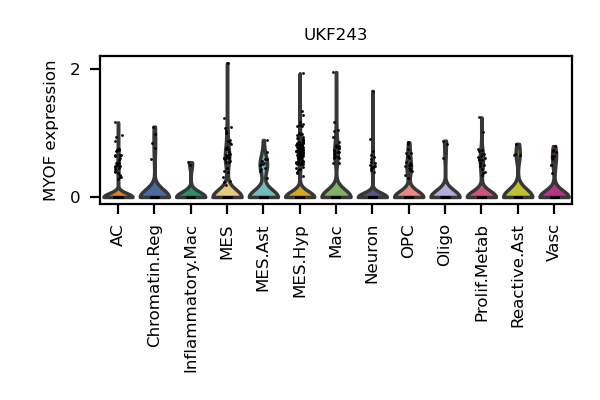 UKF243
MYOF expression
2
0
AC
Chromatin.Reg
Inflammatory.Mac
MES
MES.Ast
MES.Hyp
Mac
Neuron
OPC
Oligo
Prolif.Metab
Reactive.Ast
Vasc